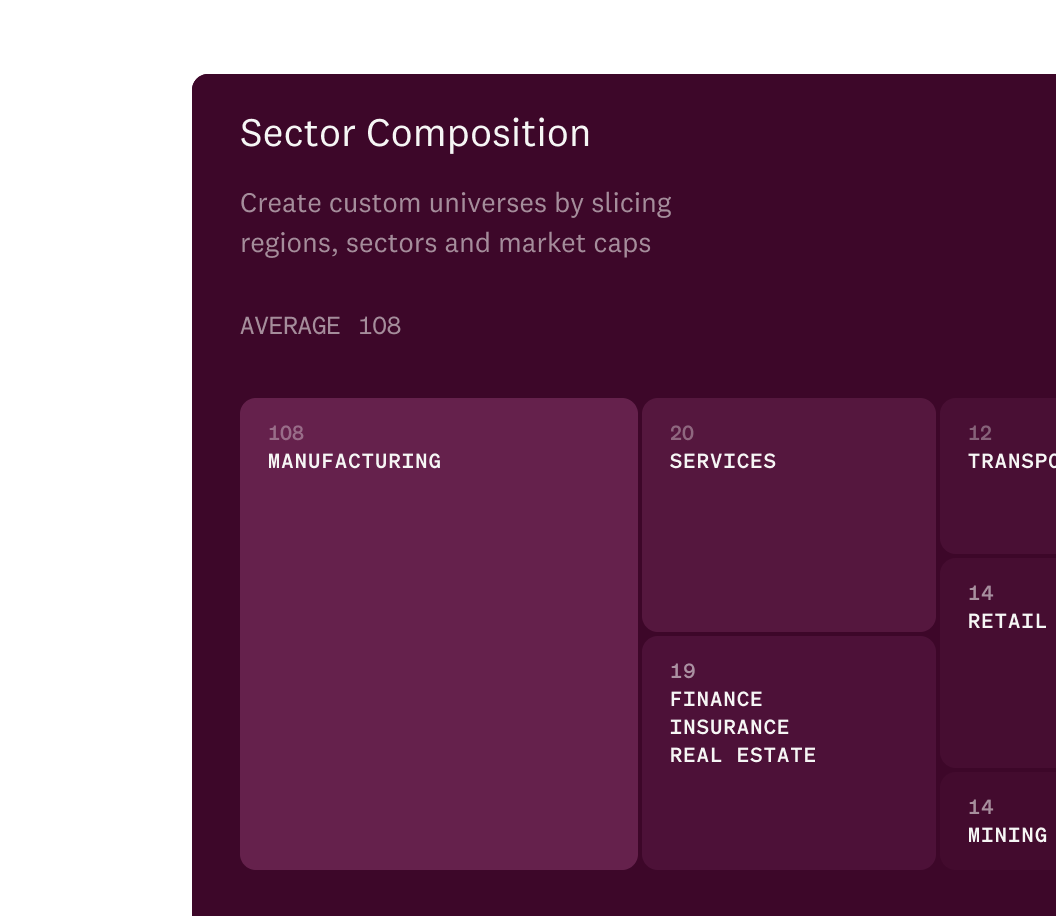 Sector Composition
Create custom universes by slicing
regions, sectors and market caps
AVERAGE 108
108
MANUFACTURING
20
SERVICES
19
FINANCE
INSURANCE
REAL ESTATE
12
14
RETAIL
14
MINING